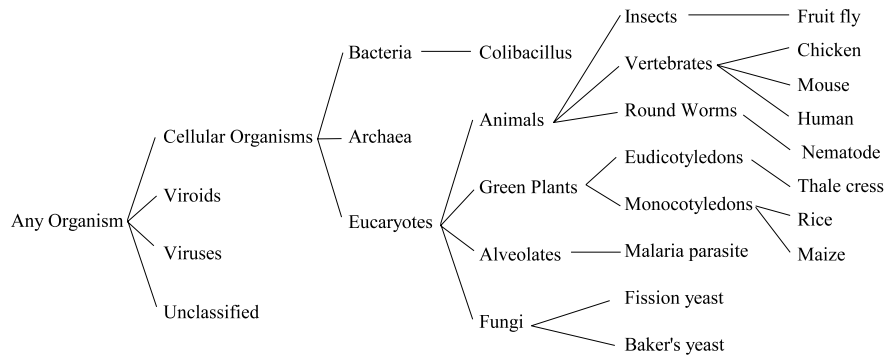 Insects
Fruit fly
Bacteria
Colibacillus
Vertebrates
Chicken
Mouse
Cellular Organisms
Archaea
Animals
Round Worms
Human
Nematode
Viroids
Green Plants
Eudicotyledons
Thale cress
Any Organism
Eucaryotes
Monocotyledons
Rice
Viruses
Alveolates
Malaria parasite
Maize
Unclassified
Fungi
Fission yeast
Baker's yeast